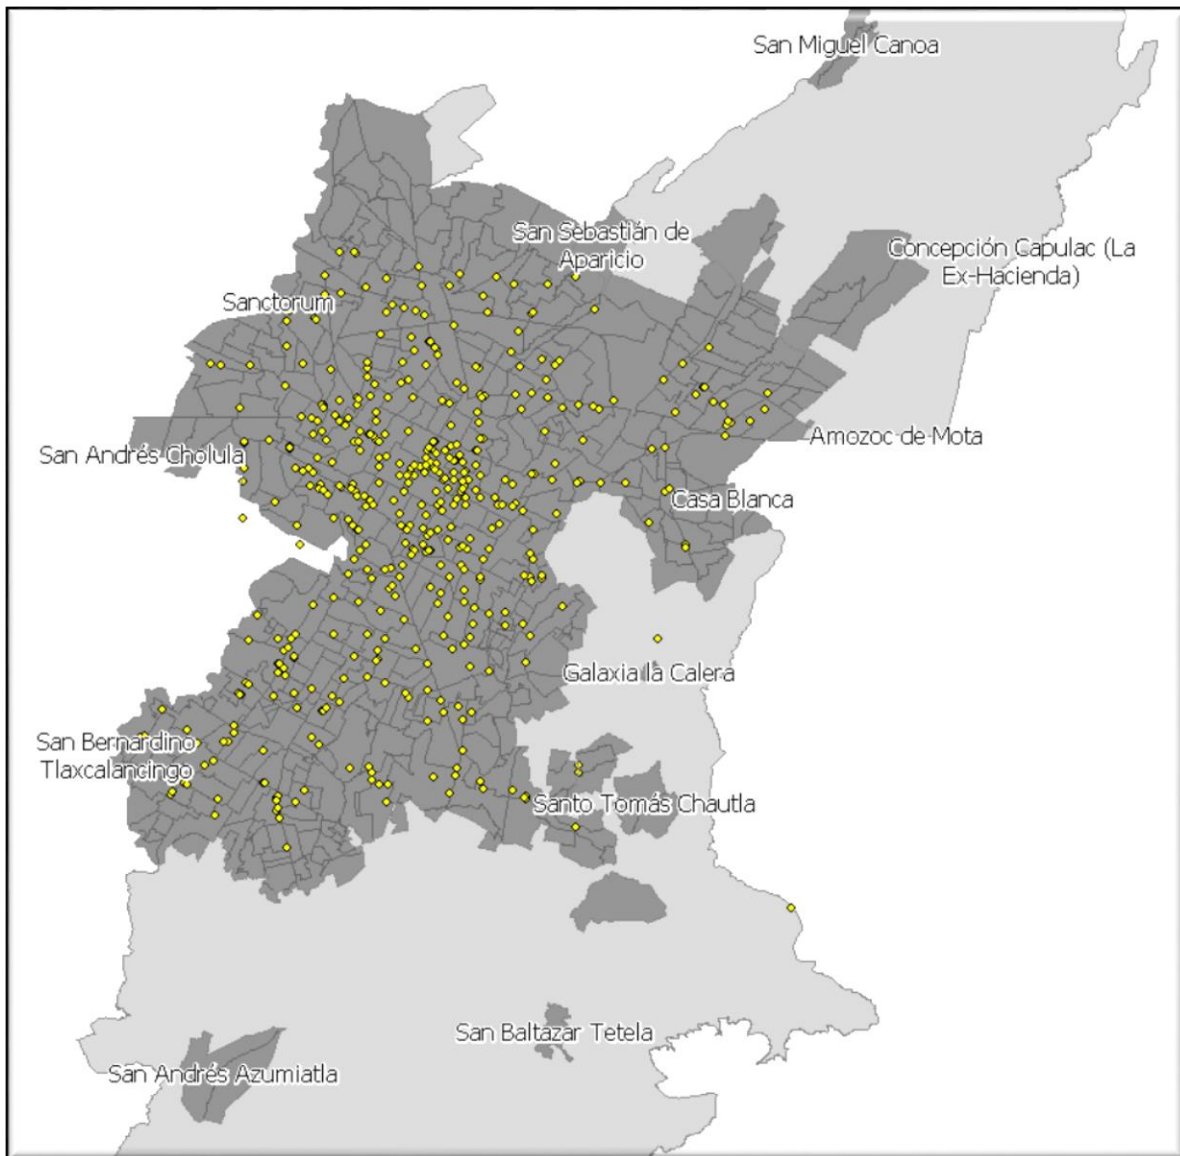 San Miguel Canoa
San Sebastián de
Aparicio
Concepción Capulac (La
Ex-Hacienda)
Sanctorum
Amozoc de Mota
San Andrés Cholula
Casa Blanca
Galaxia la Calera
San Bernardino
Tlaxcalancingo
Santo Tomás Chautla
San Baltazar Tetela
San Andrés Azumiatla